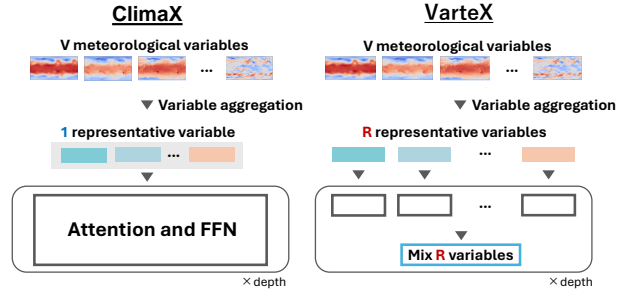 ClimaX
V meteorological variables
...
Variable aggregation
1 representative variable
...
Attention and FFN
×depth
VarteX
V meteorological variables
...
Variable aggregation
R representative variables
...
...
Mix R variables
×depth